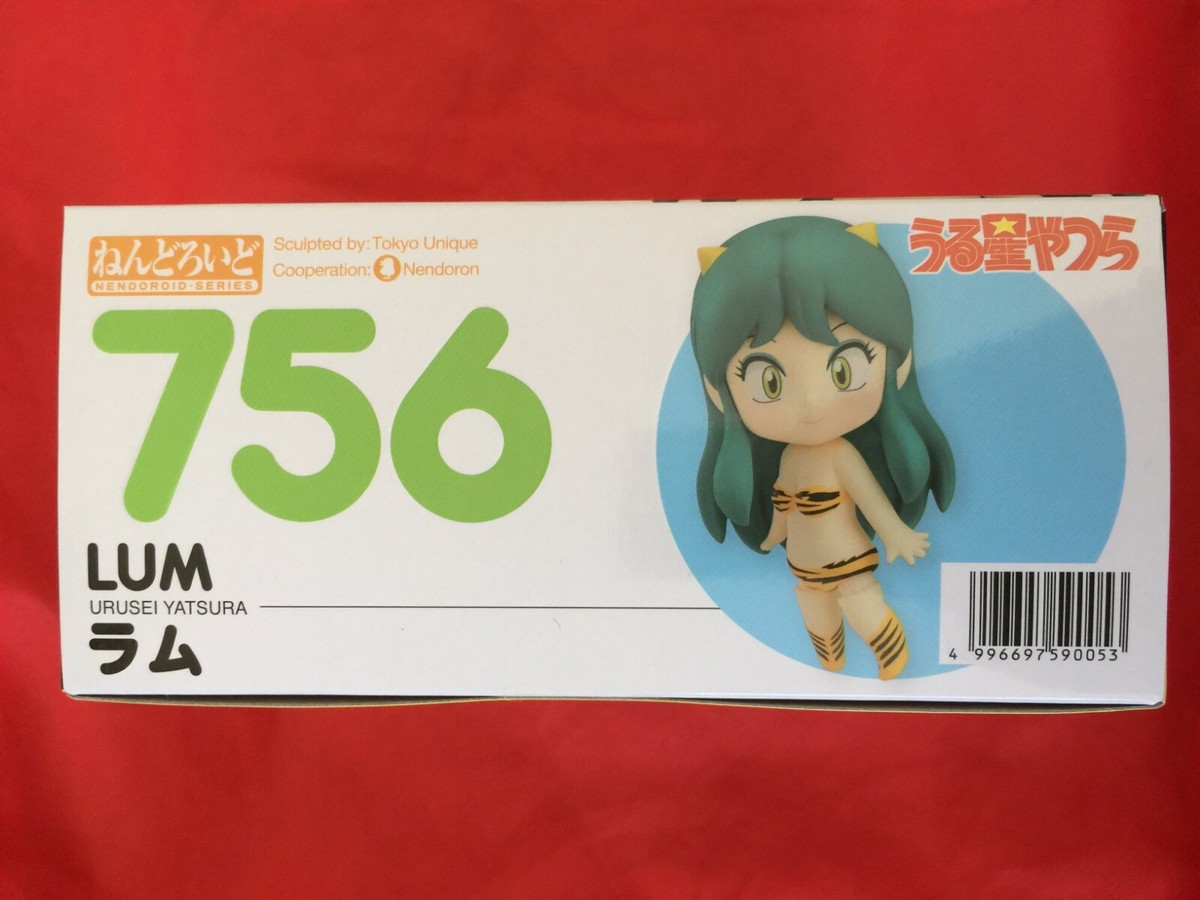 ねんどろいど
NENDOROID·SERIES
Sculpted by: Tokyo Unique
Cooperation: Nendoron
うる星やつら
756
LUM
URUSEI YATSURA
ラム
4 996697 590053